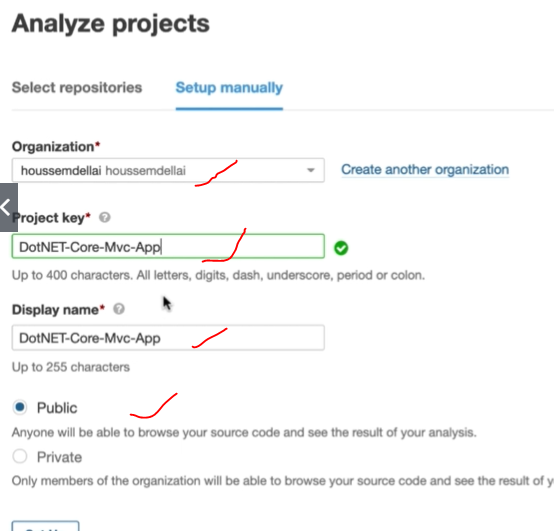 Analyze projects
Select repositories Setup manually
Organization*
houssemdellai houssemdellai Create another organization
Project key*
DotNET-Core-Mvc-App
Up to 400 characters. All letters, digits, dash, underscore, period or colon.
Display name*
DotNET-Core-Mvc-App
Up to 255 characters
Public
Anyone will be able to browse your source code and see the result of your analysis.
Private
Only members of the organization will be able to browse your source code and see the result of y